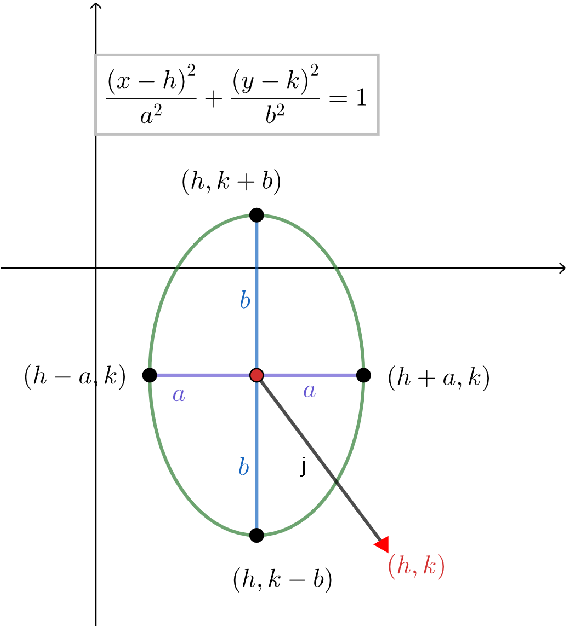 (x − h)²/a² + (y − k)²/b² = 1
(h, k + b)
b
(h − a, k)
(h + a, k)
a
a
b
j
(h, k)
(h, k − b)